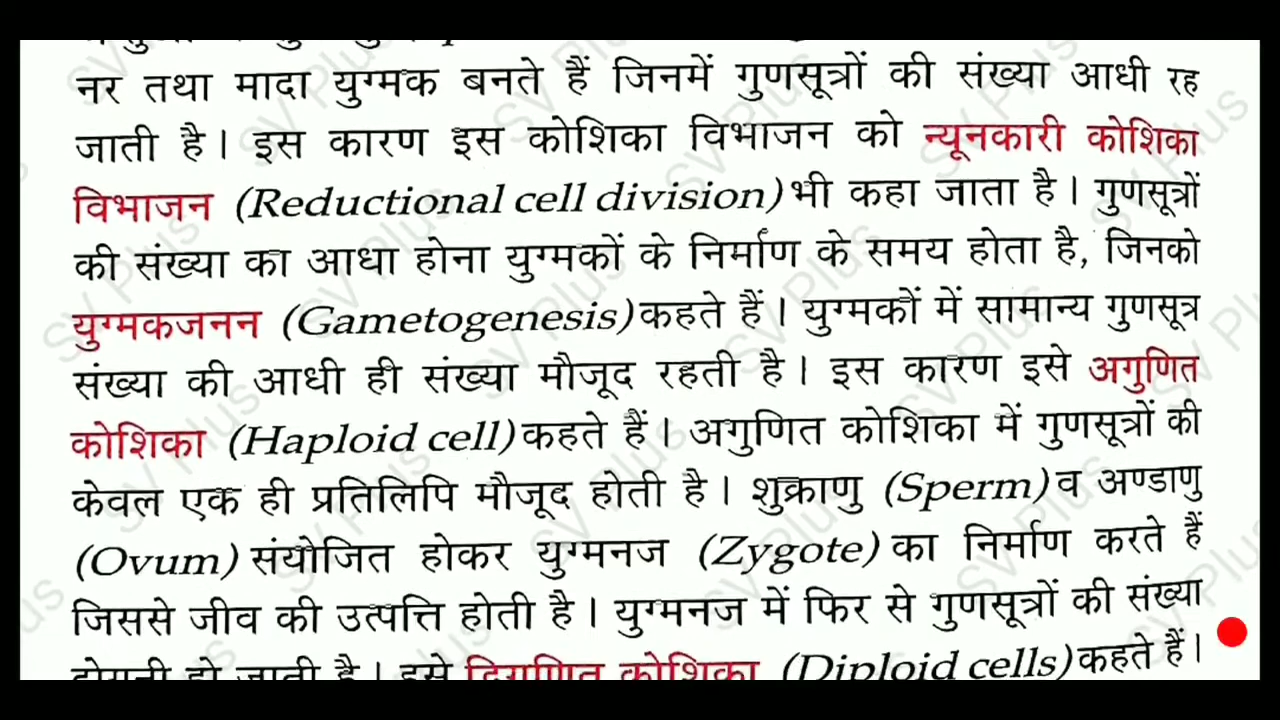 नर तथा मादा युग्मक बनते हैं जिनमें गुणसूत्रों की संख्या आधी रह
जाती है। इस कारण इस कोशिका विभाजन को न्यूनकारी कोशिका
विभाजन (Reductional cell division) भी कहा जाता है। गुणसूत्रों
की संख्या का आधा होना युग्मकों के निर्माण के समय होता है, जिनको
युग्मकजनन (Gametogenesis) कहते हैं। युग्मकों में सामान्य गुणसूत्र
संख्या की आधी ही संख्या मौजूद रहती है। इस कारण इसे अगुणित
कोशिका (Haploid cell) कहते हैं। अगुणित कोशिका में गुणसूत्रों की
केवल एक ही प्रतिलिपि मौजूद होती है। शुक्राणु (Sperm) व अण्डाणु
(Ovum) संयोजित होकर युग्मनज (Zygote) का निर्माण करते हैं
जिससे जीव की उत्पत्ति होती है। युग्मनज में फिर से गुणसूत्रों की संख्या
हो जाती है। इसे द्विगुणित कोशिका (Diploid cells) कहते हैं।